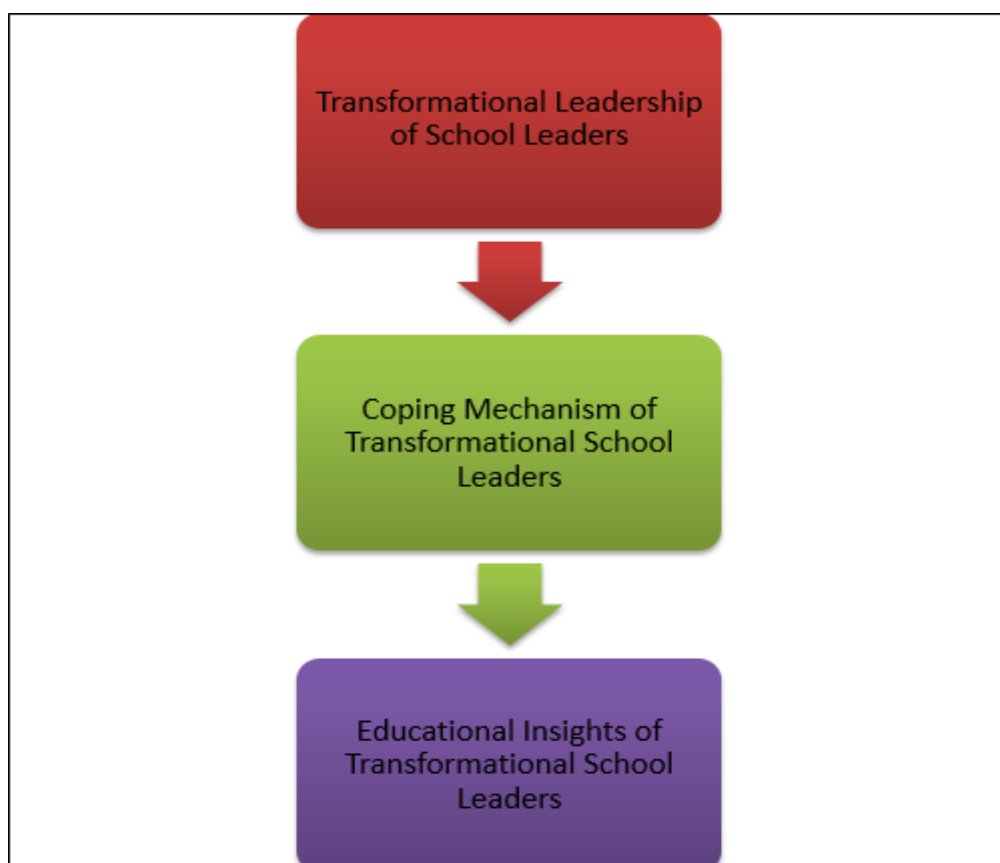 Transformational Leadership
of School Leaders
Coping Mechanism of
Transformational School
Leaders
Educational Insights of
Transformational School
Leaders